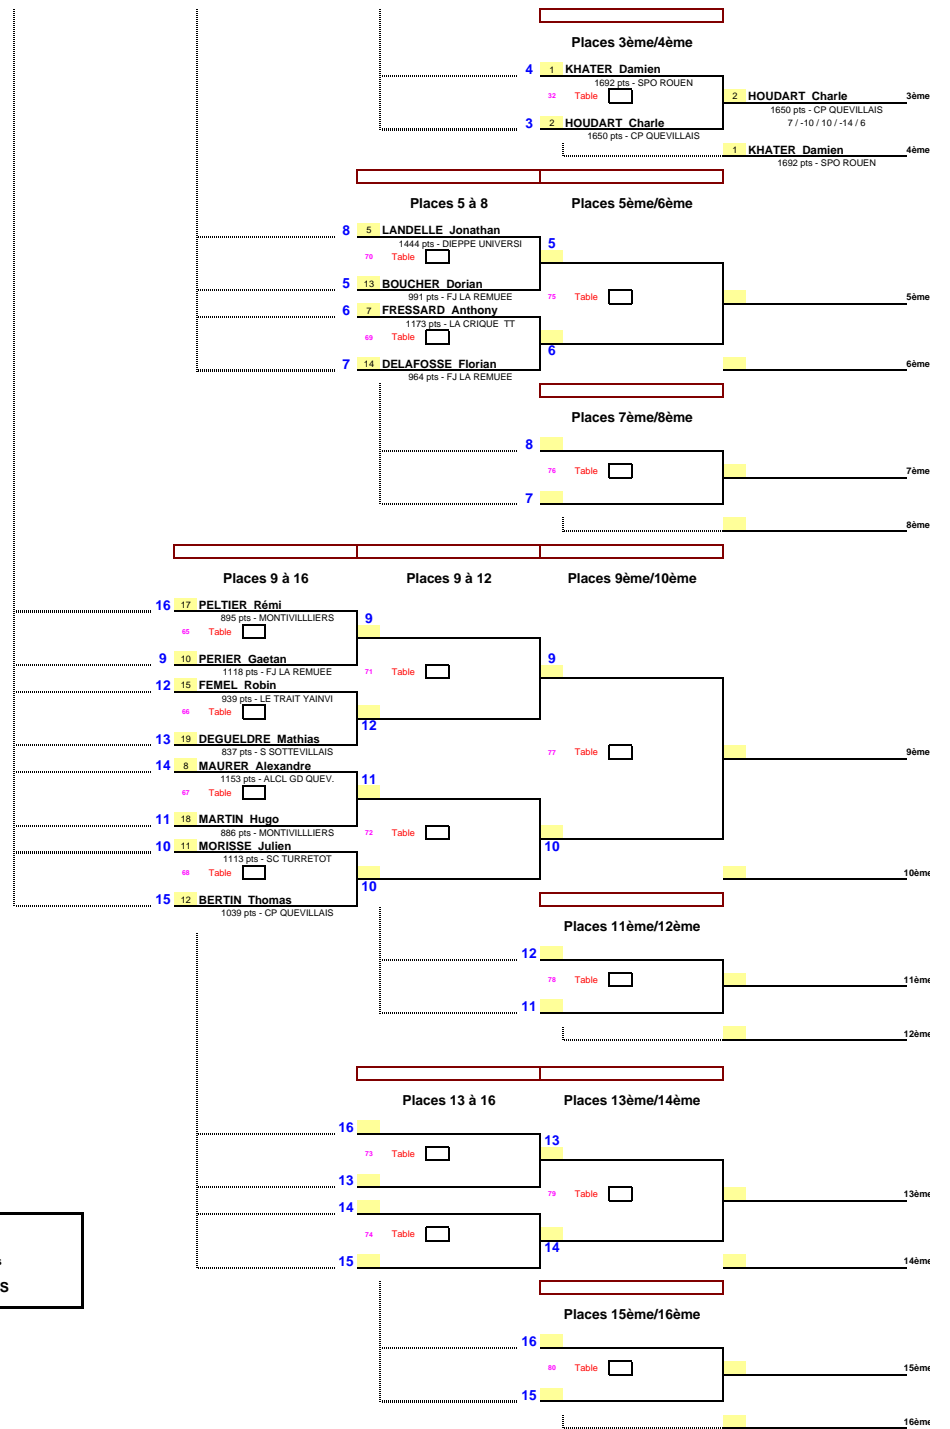 Places 3ème/4ème
4 1 KHATER Damien
1692 pts - SPO ROUEN
32 Table
2 HOUDART Charle 3ème
1650 pts - CP QUEVILLAIS
7 / -10 / 10 / -14 / 6
3 2 HOUDART Charle
1650 pts - CP QUEVILLAIS
1 KHATER Damien 4ème
1692 pts - SPO ROUEN
Places 5 à 8 Places 5ème/6ème
8 5 LANDELLE Jonathan
1444 pts - DIEPPE UNIVERSI
5
70 Table
5 13 BOUCHER Dorian
991 pts - FJ LA REMUEE
75 Table
5ème
6 7 FRESSARD Anthony
1173 pts - LA CRIQUE TT
69 Table
6
7 14 DELAFOSSE Florian
964 pts - FJ LA REMUEE
6ème
Places 7ème/8ème
8
76 Table
7ème
7
8ème
Places 9 à 16 Places 9 à 12 Places 9ème/10ème
16 17 PELTIER Rémi
895 pts - MONTIVILLLIERS
9
65 Table
9 10 PERIER Gaetan
1118 pts - FJ LA REMUEE
71 Table
9
12 15 FEMEL Robin
939 pts - LE TRAIT YAINVI
66 Table
12
13 19 DEGUELDRE Mathias
837 pts - S SOTTEVILLAIS
77 Table
9ème
14 8 MAURER Alexandre
1153 pts - ALCL GD QUEV.
11
67 Table
11 18 MARTIN Hugo
886 pts - MONTIVILLLIERS
72 Table
10 11 MORISSE Julien
1113 pts - SC TURRETOT
10
68 Table
10ème
10
15 12 BERTIN Thomas
1039 pts - CP QUEVILLAIS
Places 11ème/12ème
12
78 Table
11ème
11
12ème
Places 13 à 16 Places 13ème/14ème
16
13
73 Table
13
79 Table
13ème
14
74 Table
14
15
14ème
S
Places 15ème/16ème
16
80 Table
15ème
15
16ème